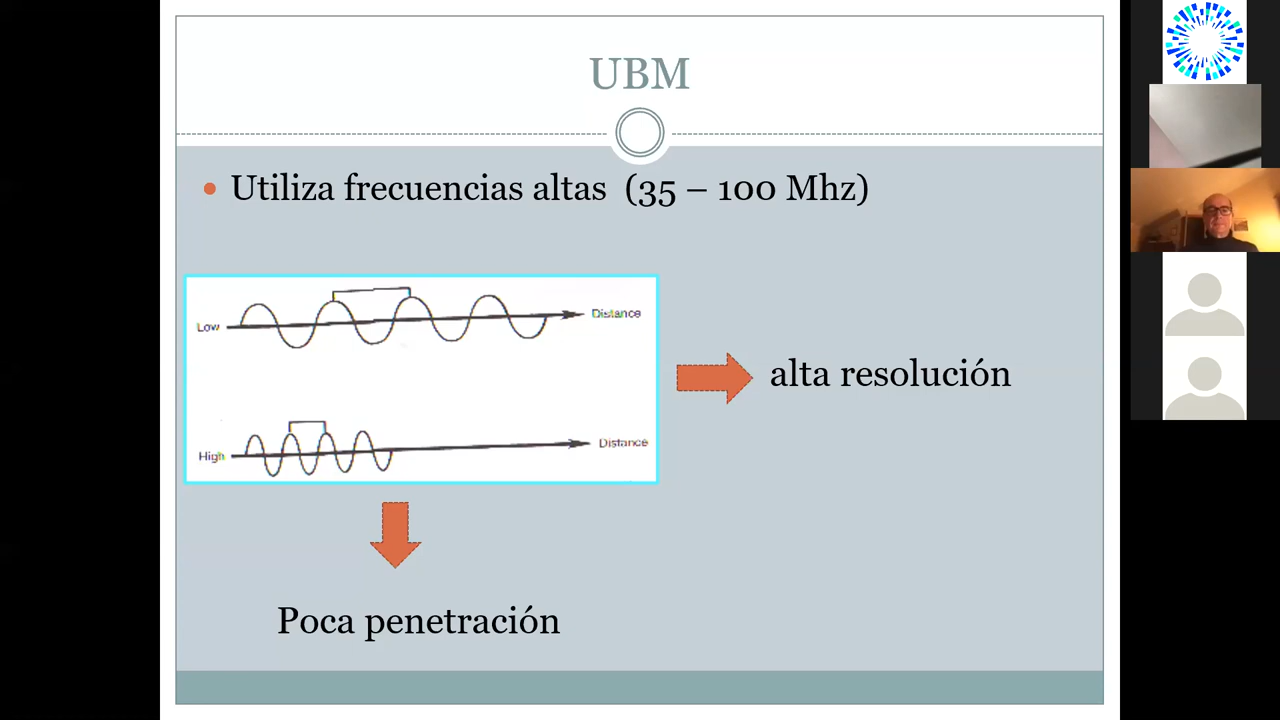 UBM
• Utiliza frecuencias altas (35 – 100 Mhz)
Low
Distance
High
Distance
alta resolución
Poca penetración